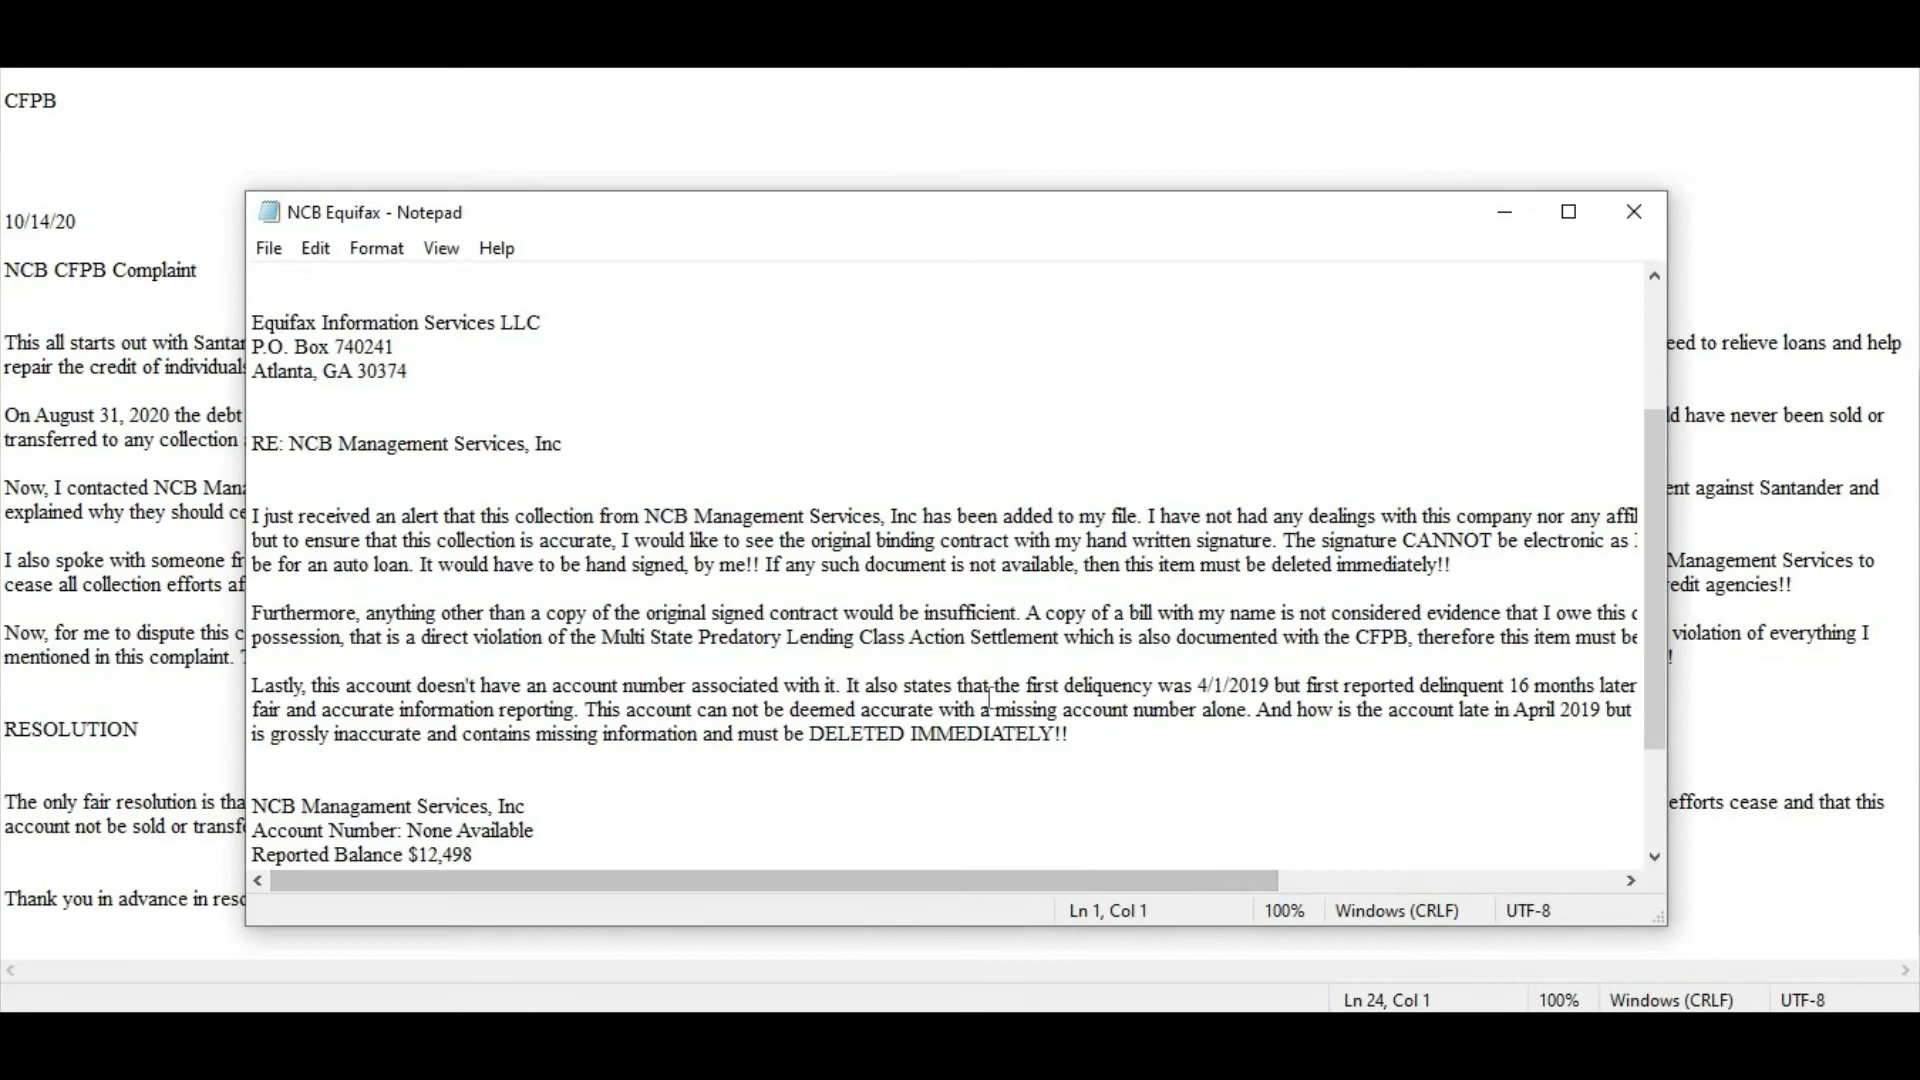 CFPB
10/14/20
NCB CFPB Complaint
This all starts out with Santar
eed to relieve loans and help
repair the credit of individuals
On August 31, 2020 the debt
ld have never been sold or
transferred to any collection
Now, I contacted NCB Mana
ent against Santander and
explained why they should ce
I also spoke with someone fr
Management Services to
cease all collection efforts af
redit agencies!!
Now, for me to dispute this c
violation of everything I
mentioned in this complaint.
!
RESOLUTION
The only fair resolution is tha
efforts cease and that this
account not be sold or transfe
Thank you in advance in reso
NCB Equifax - Notepad
File Edit Format View Help
Equifax Information Services LLC
P.O. Box 740241
Atlanta, GA 30374
RE: NCB Management Services, Inc
I just received an alert that this collection from NCB Management Services, Inc has been added to my file. I have not had any dealings with this company nor any affil
but to ensure that this collection is accurate, I would like to see the original binding contract with my hand written signature. The signature CANNOT be electronic as
be for an auto loan. It would have to be hand signed, by me!! If any such document is not available, then this item must be deleted immediately!!
Furthermore, anything other than a copy of the original signed contract would be insufficient. A copy of a bill with my name is not considered evidence that I owe this
possession, that is a direct violation of the Multi State Predatory Lending Class Action Settlement which is also documented with the CFPB, therefore this item must be
Lastly, this account doesn't have an account number associated with it. It also states that the first deliquency was 4/1/2019 but first reported delinquent 16 months later
fair and accurate information reporting. This account can not be deemed accurate with a missing account number alone. And how is the account late in April 2019 but
is grossly inaccurate and contains missing information and must be DELETED IMMEDIATELY!!
NCB Managament Services, Inc
Account Number: None Available
Reported Balance $12,498
Ln 1, Col 1 100% Windows (CRLF) UTF-8
Ln 24, Col 1 100% Windows (CRLF) UTF-8